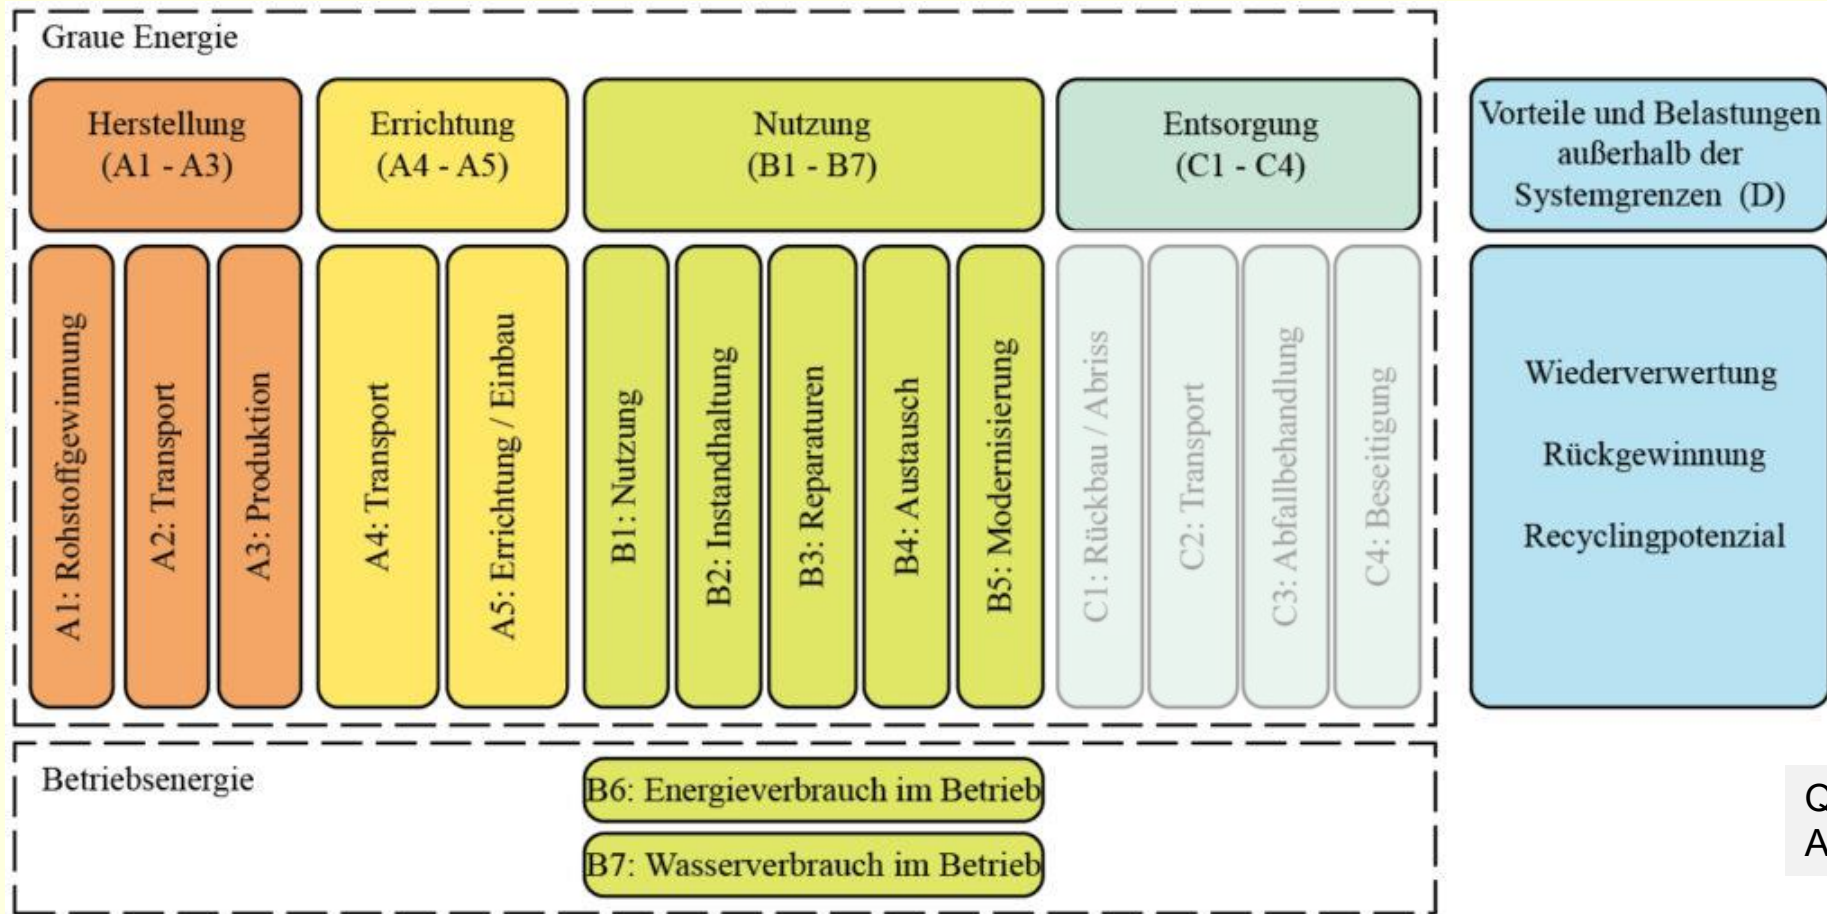 Graue Energie
Herstellung
(A1 - A3)
Errichtung
(A4 - A5)
Nutzung
(B1 - B7)
Entsorgung
(C1 - C4)
Vorteile und Belastungen
außerhalb der
Systemgrenzen (D)
A1: Rohstoffgewinnung
A2: Transport
A3: Produktion
A4: Transport
A5: Errichtung / Einbau
B1: Nutzung
B2: Instandhaltung
B3: Reparaturen
B4: Austausch
B5: Modernisierung
C1: Rückbau / Abriss
C2: Transport
C3: Abfallbehandlung
C4: Beseitigung
Wiederverwertung
Rückgewinnung
Recyclingpotenzial
Betriebsenergie
B6: Energieverbrauch im Betrieb
B7: Wasserverbrauch im Betrieb